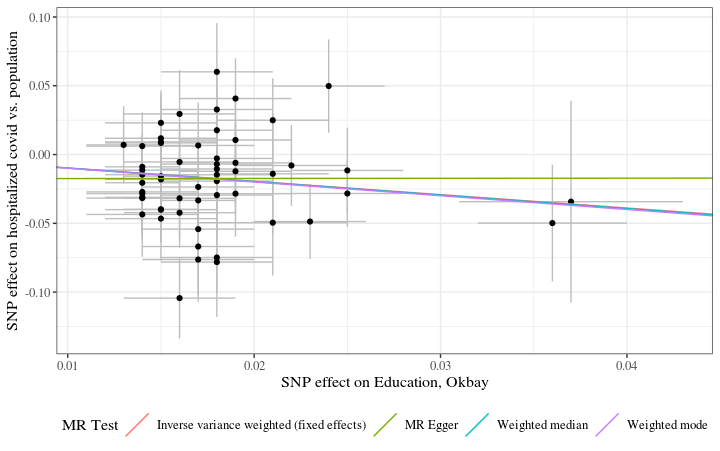 SNP effect on hospitalized covid vs. population
0.10
0.05
0.00
-0.05
-0.10
0.01 0.02 0.03 0.04
SNP effect on Education, Okbay
MR Test Inverse variance weighted (fixed effects) MR Egger Weighted median Weighted mode